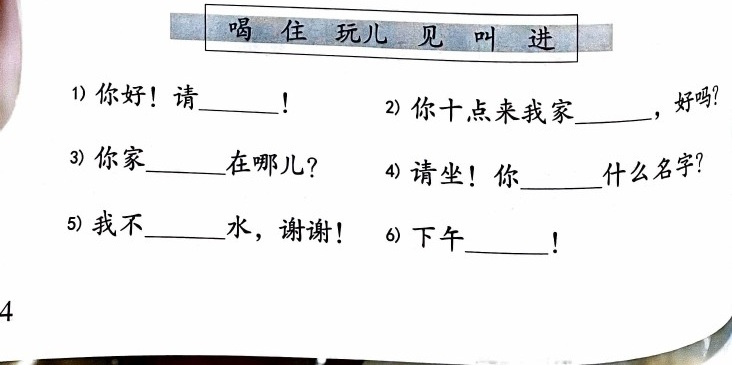 喝 住 玩儿 见 叫 进
1) 你好！请______！ 2) 你十点来我家______，好吗？
3) 你家______在哪儿？ 4) 请坐！你______什么名字？
5) 我不______水，谢谢！ 6) 下午______！
4